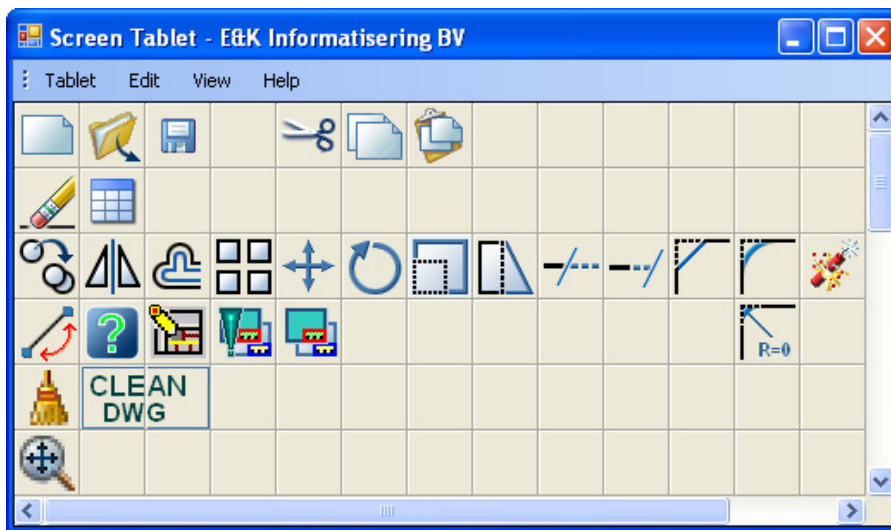 Screen Tablet - E&K Informatisering BV
Tablet Edit View Help
?
R=0
CLEAN
DWG